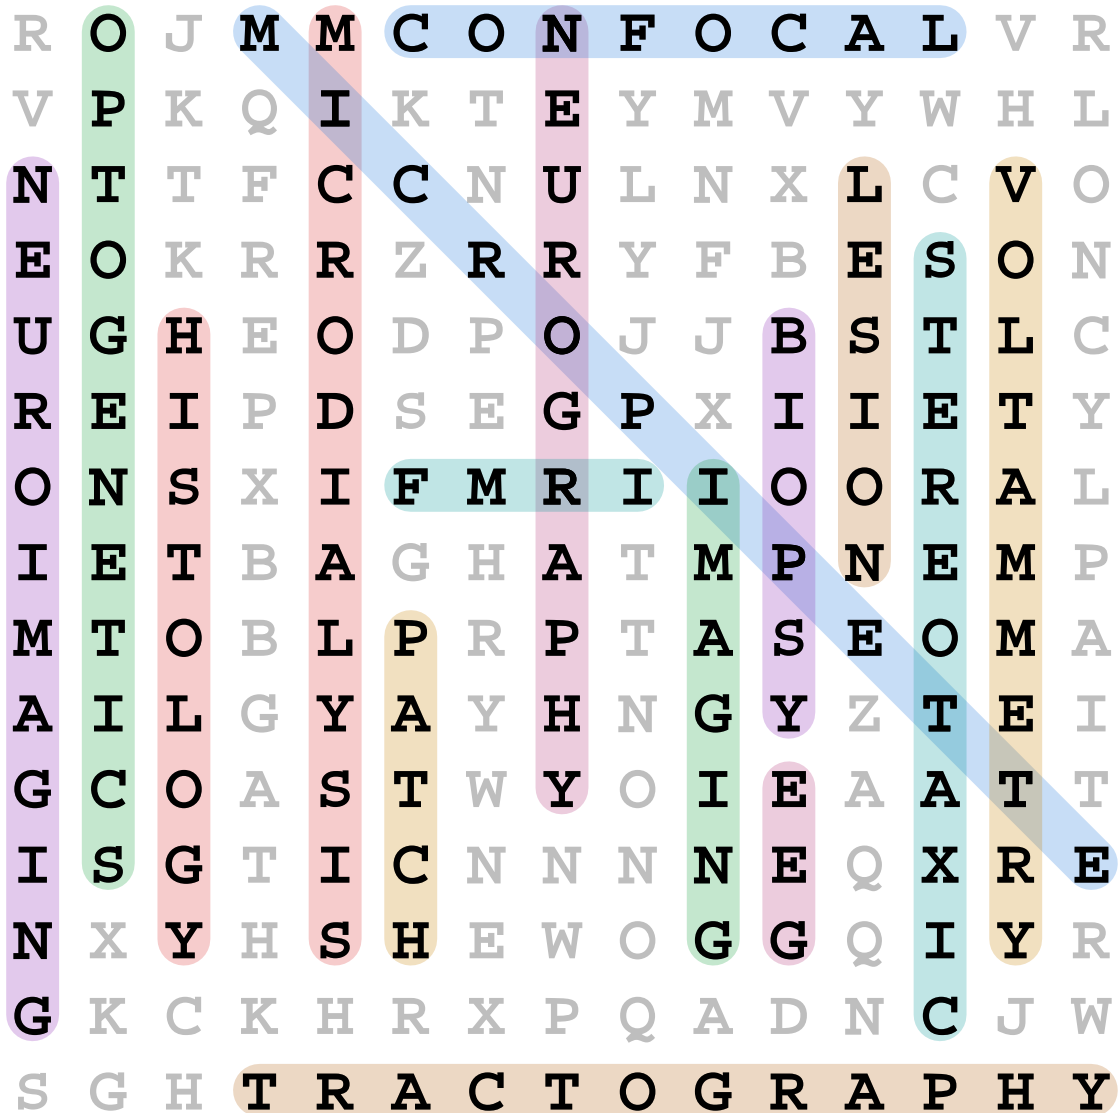 R O J M M C O N F O C A L V R
V P K Q I K T E Y M V Y W H L
N T T F C C N U L N X L C V O
E O K R R Z R R Y F B E S O N
U G H E O D P O J J B S T L C
R E I P D S E G P X I I E T Y
O N S X I F M R I I O O R A L
I E T B A G H A T M P N E M P
M T O B L P R P T A S E O M A
A I L G Y A Y H N G Y Z T E I
G C O A S T W Y O I E A A T T
I S G T I C N N N N E Q X R E
N X Y H S H E W O G G Q I Y R
G K C K H R X P Q A D N C J W
S G H T R A C T O G R A P H Y